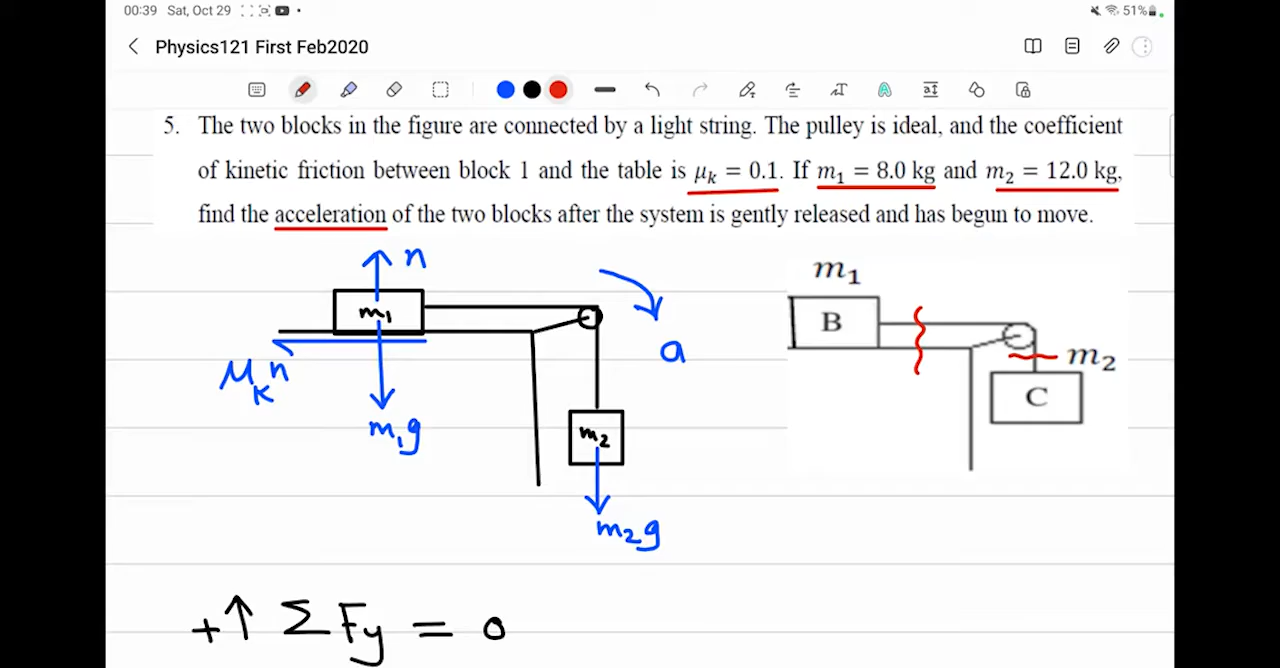 00:39 Sat, Oct 29
51%
Physics121 First Feb2020
5. The two blocks in the figure are connected by a light string. The pulley is ideal, and the coefficient
of kinetic friction between block 1 and the table is μk = 0.1. If m1 = 8.0 kg and m2 = 12.0 kg,
find the acceleration of the two blocks after the system is gently released and has begun to move.
n
m1
a
μk n
m1g
m2
m2g
m1
B
m2
C
+↑ Σ Fy = 0